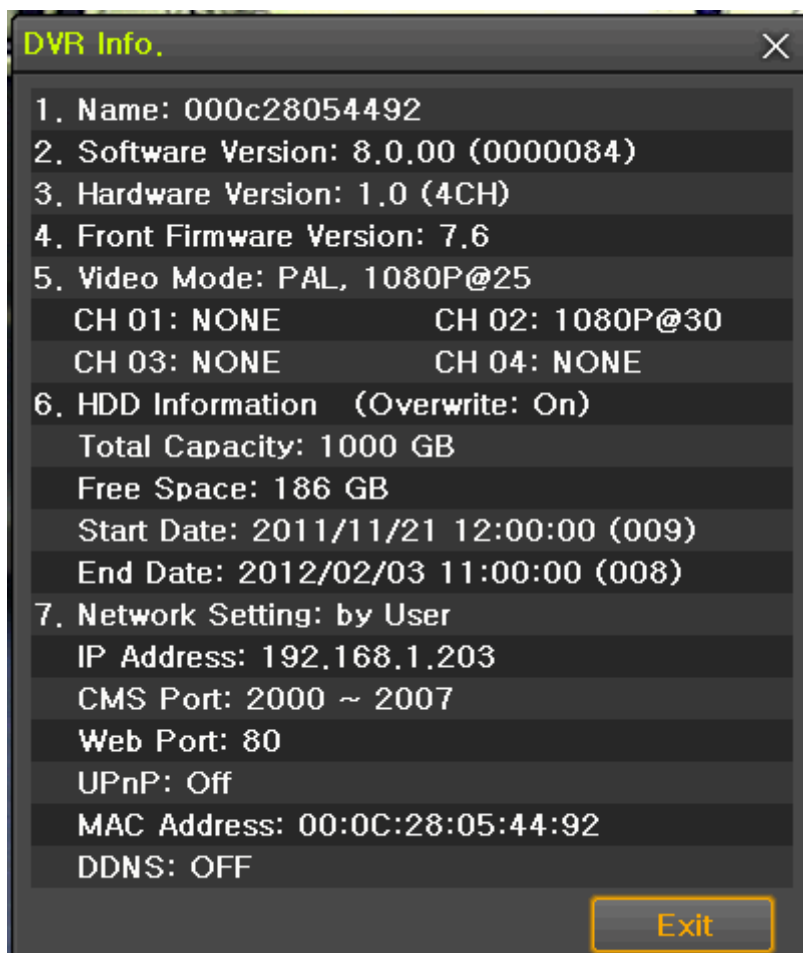 DVR Info.
1. Name: 000c28054492
2. Software Version: 8.0.00 (0000084)
3. Hardware Version: 1.0 (4CH)
4. Front Firmware Version: 7.6
5. Video Mode: PAL, 1080P@25
CH 01: NONE CH 02: 1080P@30
CH 03: NONE CH 04: NONE
6. HDD Information (Overwrite: On)
Total Capacity: 1000 GB
Free Space: 186 GB
Start Date: 2011/11/21 12:00:00 (009)
End Date: 2012/02/03 11:00:00 (008)
7. Network Setting: by User
IP Address: 192.168.1.203
CMS Port: 2000 ~ 2007
Web Port: 80
UPnP: Off
MAC Address: 00:0C:28:05:44:92
DDNS: OFF
Exit